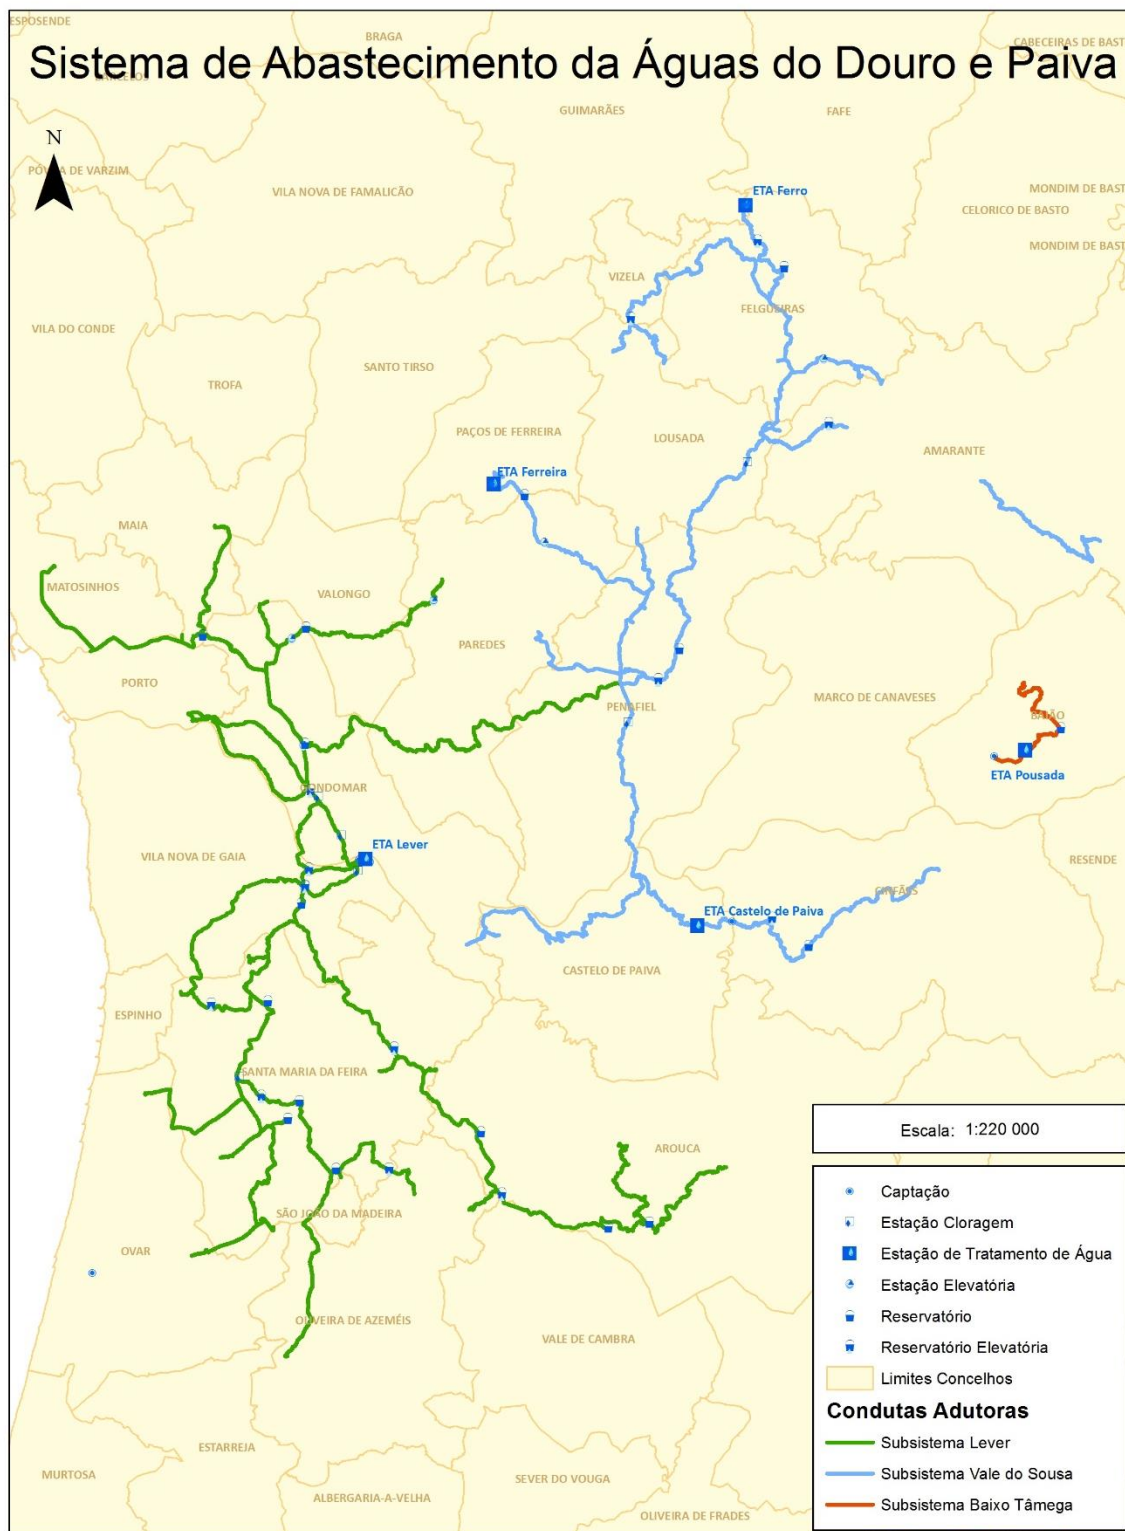 ESPOSENDE
BRAGA
CABECEIRAS DE BAST
Sistema de Abastecimento da Águas do Douro e Paiva
BARCELOS
GUIMARÃES
FAFE
N
PÓVOA DE VARZIM
VILA NOVA DE FAMALICÃO
ETA Ferro
MONDIM DE BAST
CELORICO DE BASTO
MONDIM DE BAST
VIZELA
FELGUEIRAS
VILA DO CONDE
SANTO TIRSO
TROFA
PAÇOS DE FERREIRA
LOUSADA
AMARANTE
ETA Ferreira
MAIA
MATOSINHOS
VALONGO
PAREDES
PORTO
MARCO DE CANAVESES
PENAFIEL
BAIÃO
ETA Pousada
GONDOMAR
ETA Lever
VILA NOVA DE GAIA
RESENDE
CINFÃES
ETA Castelo de Paiva
CASTELO DE PAIVA
ESPINHO
SANTA MARIA DA FEIRA
Escala: 1:220 000
AROUCA
SÃO JOÃO DA MADEIRA
OVAR
OLIVEIRA DE AZEMÉIS
VALE DE CAMBRA
ESTARREJA
MURTOSA
SEVER DO VOUGA
ALBERGARIA-A-VELHA
OLIVEIRA DE FRADES
Captação
Estação Cloragem
Estação de Tratamento de Água
Estação Elevatória
Reservatório
Reservatório Elevatória
Limites Concelhos
Condutas Adutoras
Subsistema Lever
Subsistema Vale do Sousa
Subsistema Baixo Tâmega